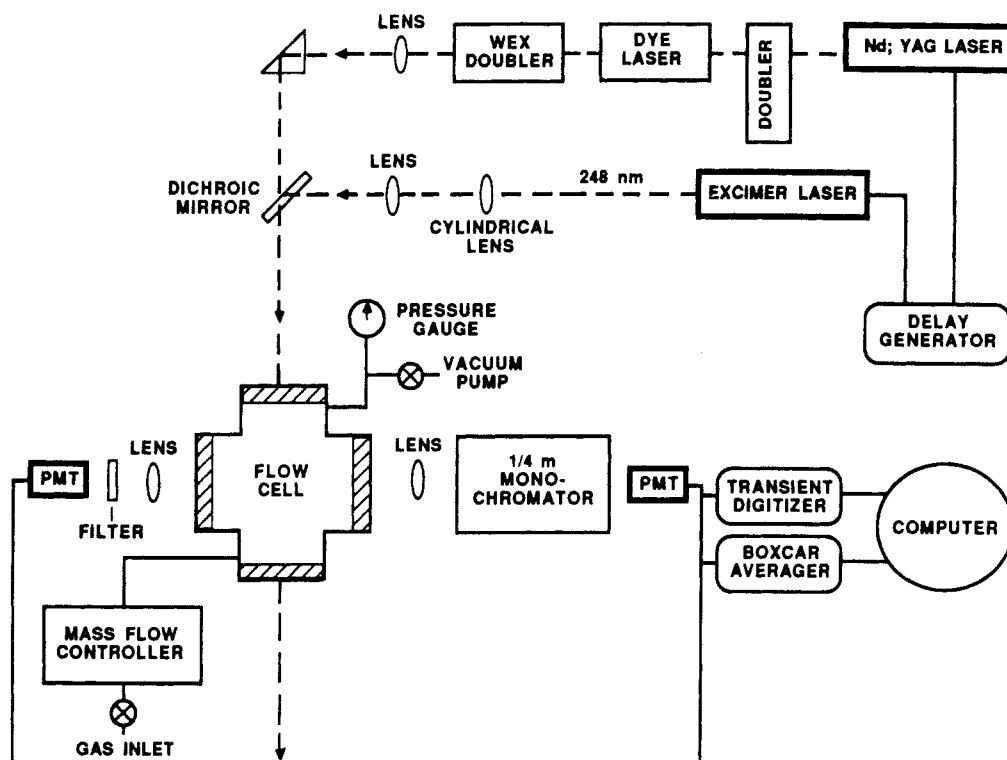 LENS
WEX
DOUBLER
DYE
LASER
DOUBLER
Nd; YAG LASER
DICHROIC
MIRROR
LENS
CYLINDRICAL
LENS
248 nm
EXCIMER LASER
DELAY
GENERATOR
PRESSURE
GAUGE
VACUUM
PUMP
PMT
FILTER
LENS
FLOW
CELL
LENS
1/4 m
MONO-
CHROMATOR
PMT
TRANSIENT
DIGITIZER
BOXCAR
AVERAGER
COMPUTER
MASS FLOW
CONTROLLER
GAS INLET